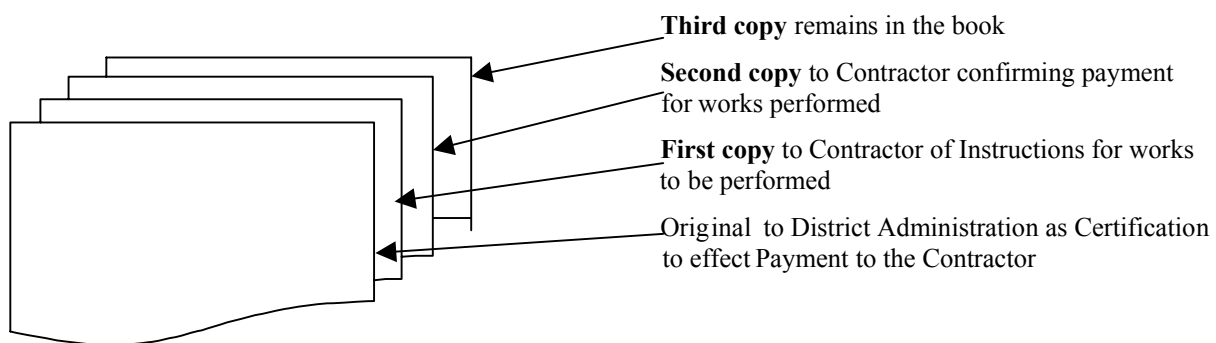 Third copy remains in the book
Second copy to Contractor confirming payment
for works performed
First copy to Contractor of Instructions for works
to be performed
Original to District Administration as Certification
to effect Payment to the Contractor